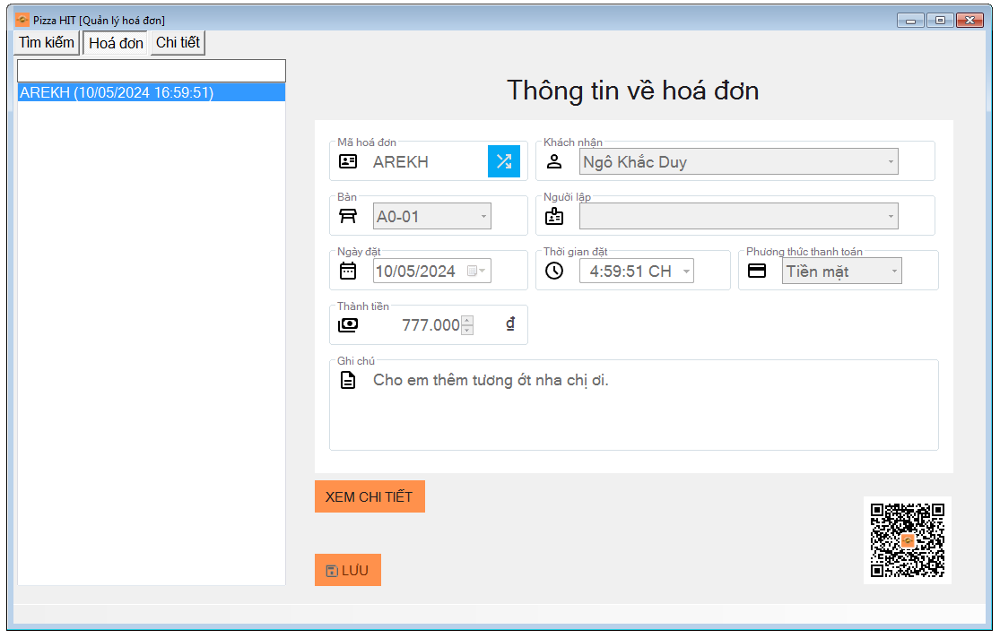 Pizza HIT [Quản lý hoá đơn]
Tìm kiếm Hoá đơn Chi tiết
AREKH (10/05/2024 16:59:51)
Thông tin về hoá đơn
Mã hoá đơn
AREKH
Khách nhận
Ngô Khắc Duy
Bàn
A0-01
Người lập
Ngày đặt
10/05/2024
Thời gian đặt
4:59:51 CH
Phương thức thanh toán
Tiền mặt
Thành tiền
777.000 ₫
Ghi chú
Cho em thêm tương ớt nha chị ơi.
XEM CHI TIẾT
LƯU